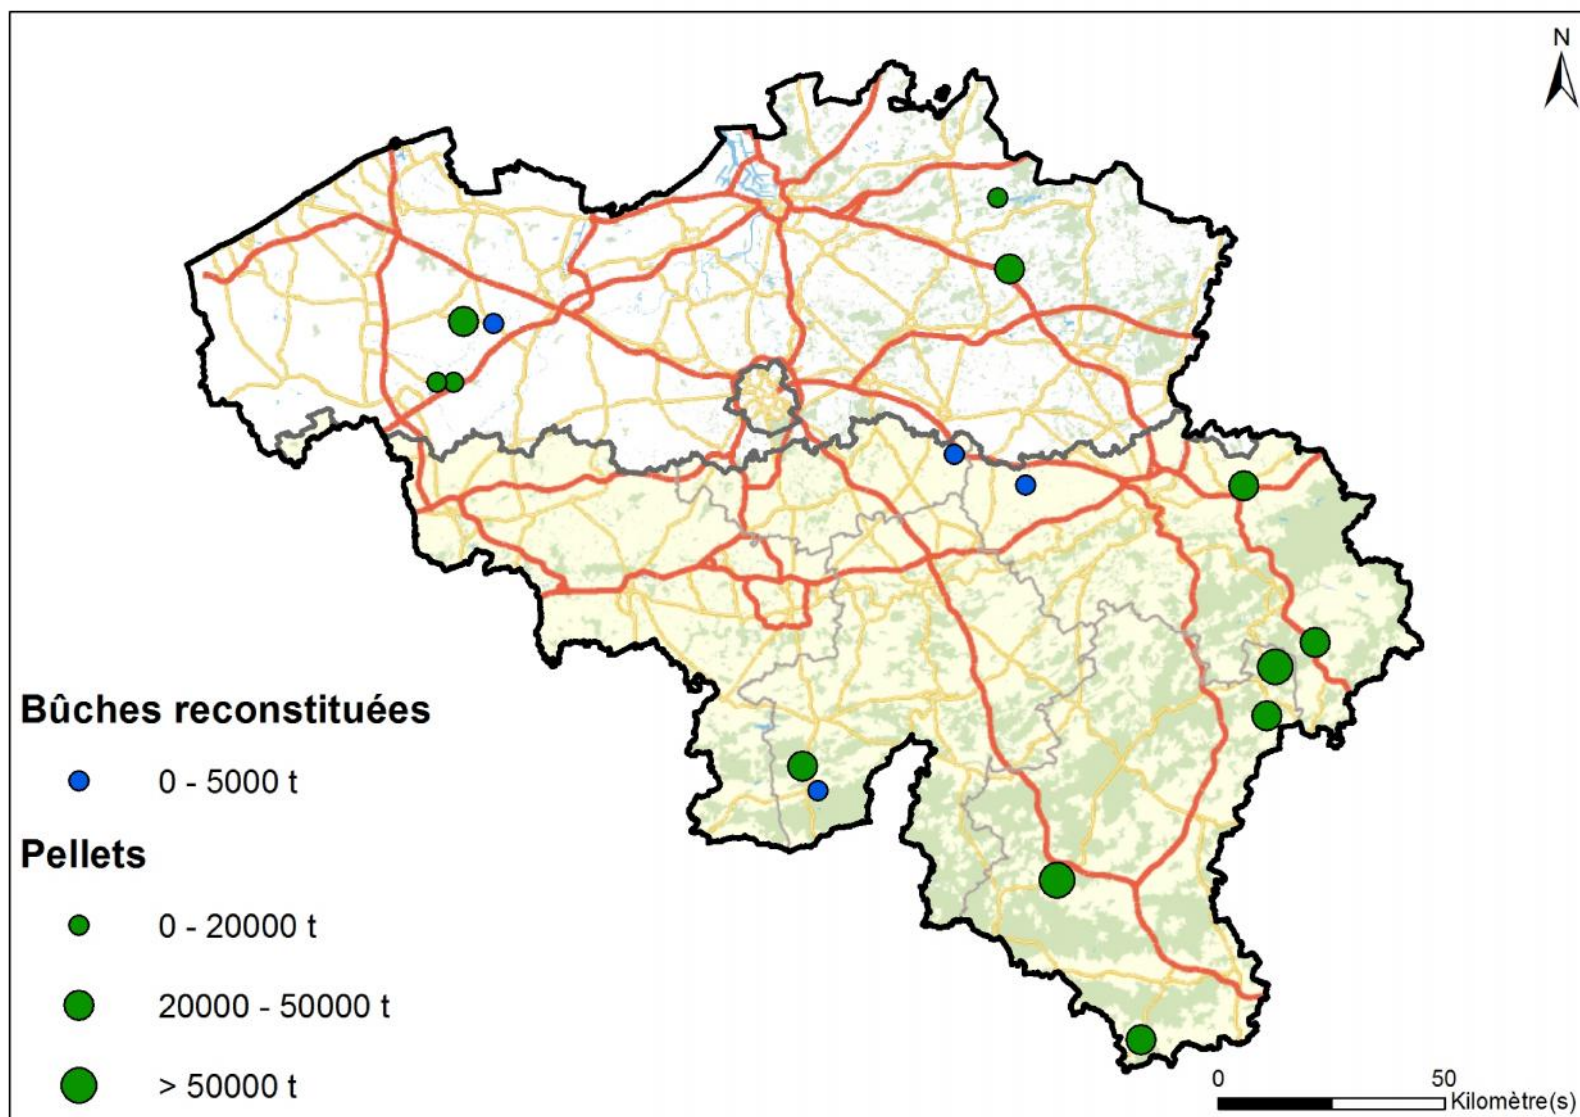 N
Bûches reconstituées
0 - 5000 t
Pellets
0 - 20000 t
20000 - 50000 t
> 50000 t
0 50
Kilomètre(s)